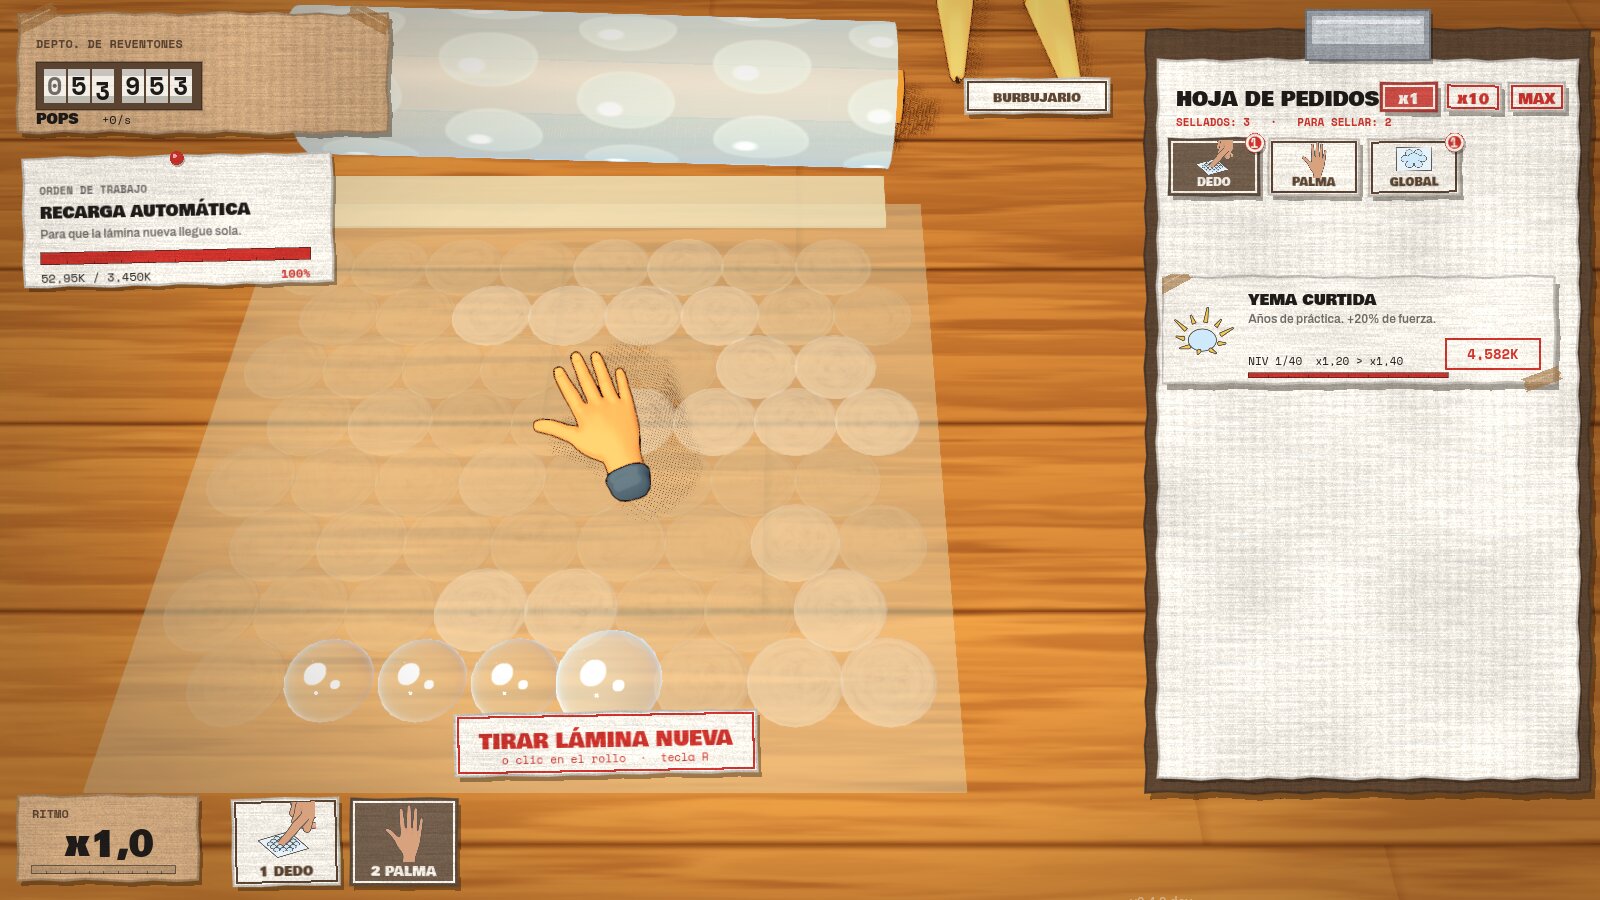 DEPTO. DE REVENTONES
053 953
POPS +0/s
ORDEN DE TRABAJO
RECARGA AUTOMÁTICA
Para que la lámina nueva llegue sola.
52,95K / 3,450K 100%
BURBUJARIO
HOJA DE PEDIDOS x1 x10 MAX
SELLADOS: 3 · PARA SELLAR: 2
DEDO 1
PALMA
GLOBAL 1
YEMA CURTIDA
Años de práctica. +20% de fuerza.
NIV 1/40 x1,20 > x1,40
4,582K
TIRAR LÁMINA NUEVA
o clic en el rollo · tecla R
RITMO
x1,0
1 DEDO
2 PALMA